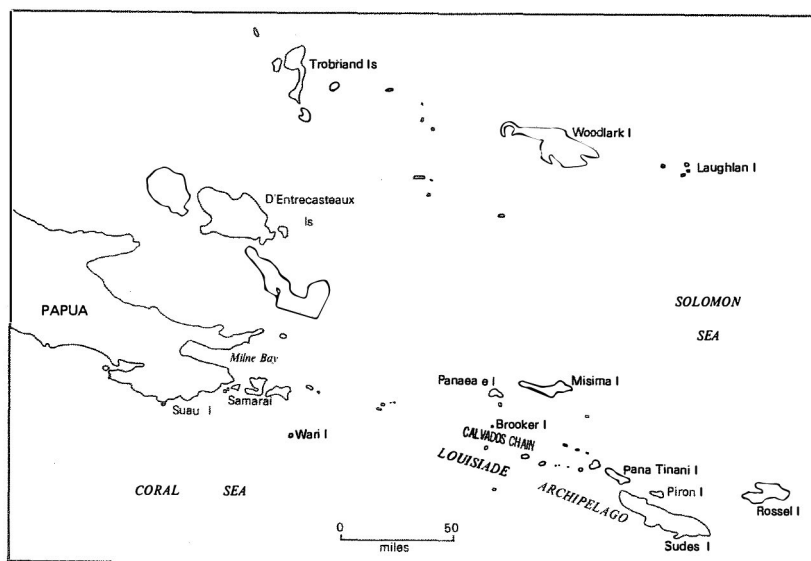 Trobriand Is
Woodlark I
Laughlan I
D'Entrecasteaux
Is
PAPUA
SOLOMON
SEA
Milne Bay
Panaea e I
Misima I
Suau I
Samarai
Wari I
Brooker I
CALVADOS CHAIN
LOUISIADE
ARCHIPELAGO
Pana Tinani I
Piron I
Rossel I
Sudes I
CORAL SEA
0 50
miles